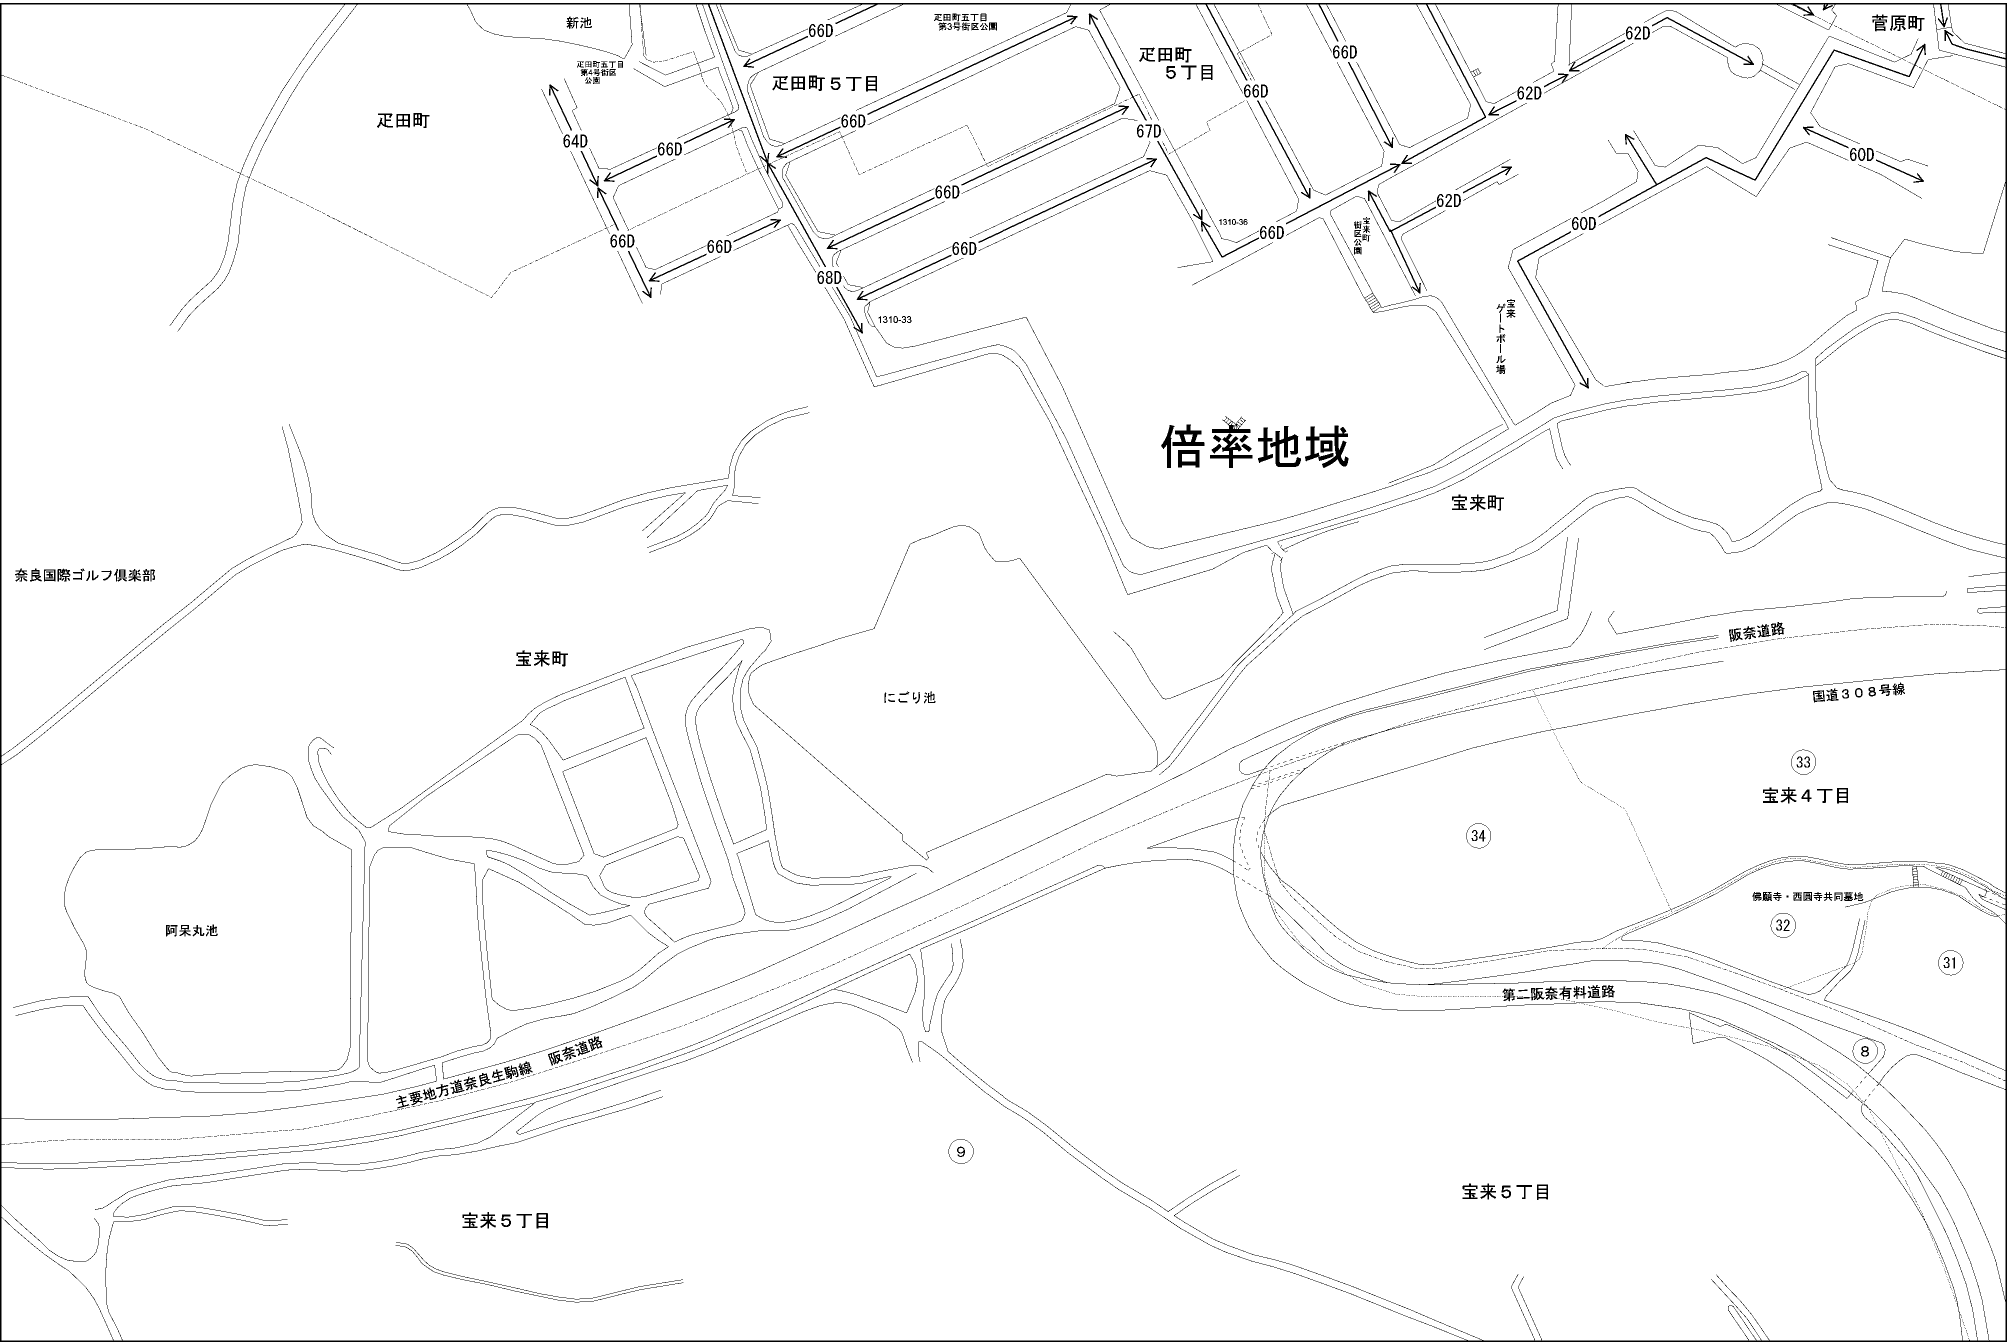 新池
66D
疋田町五丁目
第3号街区公園
菅原町
62D
疋田町
5丁目
66D
疋田町五丁目
第4号街区
公園
疋田町5丁目
66D
62D
疋田町
66D
67D
64D
66D
60D
66D
62D
60D
1310-36
66D
宝来町
街区公園
66D
66D
66D
68D
1310-33
宝来
ゲートボール場
倍率地域
宝来町
奈良国際ゴルフ倶楽部
阪奈道路
宝来町
にごり池
国道308号線
33
宝来4丁目
34
佛願寺・西圓寺共同墓地
32
阿呆丸池
31
第二阪奈有料道路
8
主要地方道奈良生駒線 阪奈道路
9
宝来5丁目
宝来5丁目